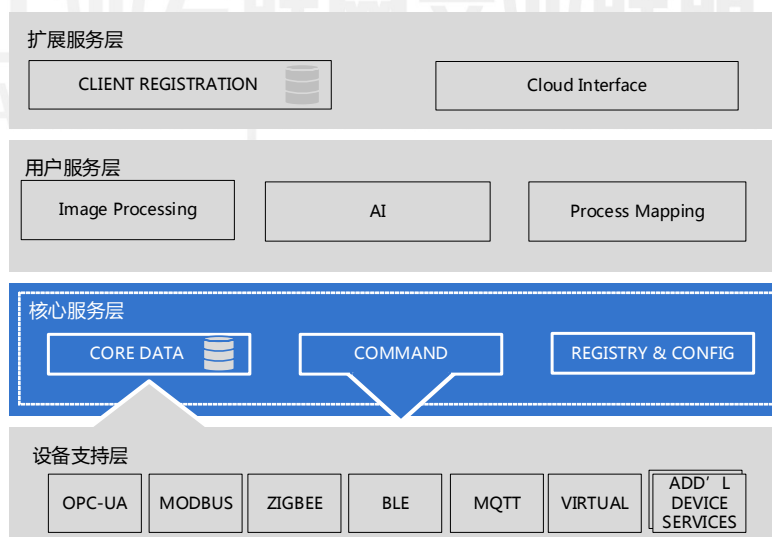 扩展服务层
CLIENT REGISTRATION
Cloud Interface
用户服务层
Image Processing
AI
Process Mapping
核心服务层
CORE DATA
COMMAND
REGISTRY & CONFIG
设备支持层
OPC-UA
MODBUS
ZIGBEE
BLE
MQTT
VIRTUAL
ADD’L
DEVICE
SERVICES